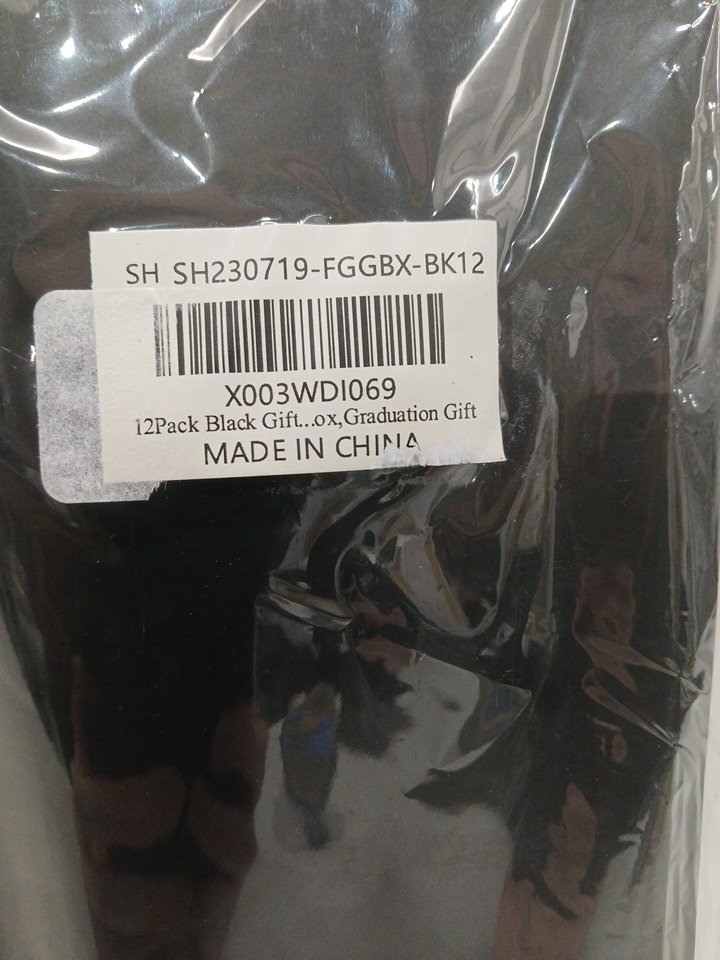 SH SH230719-FGGBX-BK12
X003WDI069
12Pack Black Gift...ox,Graduation Gift
MADE IN CHINA